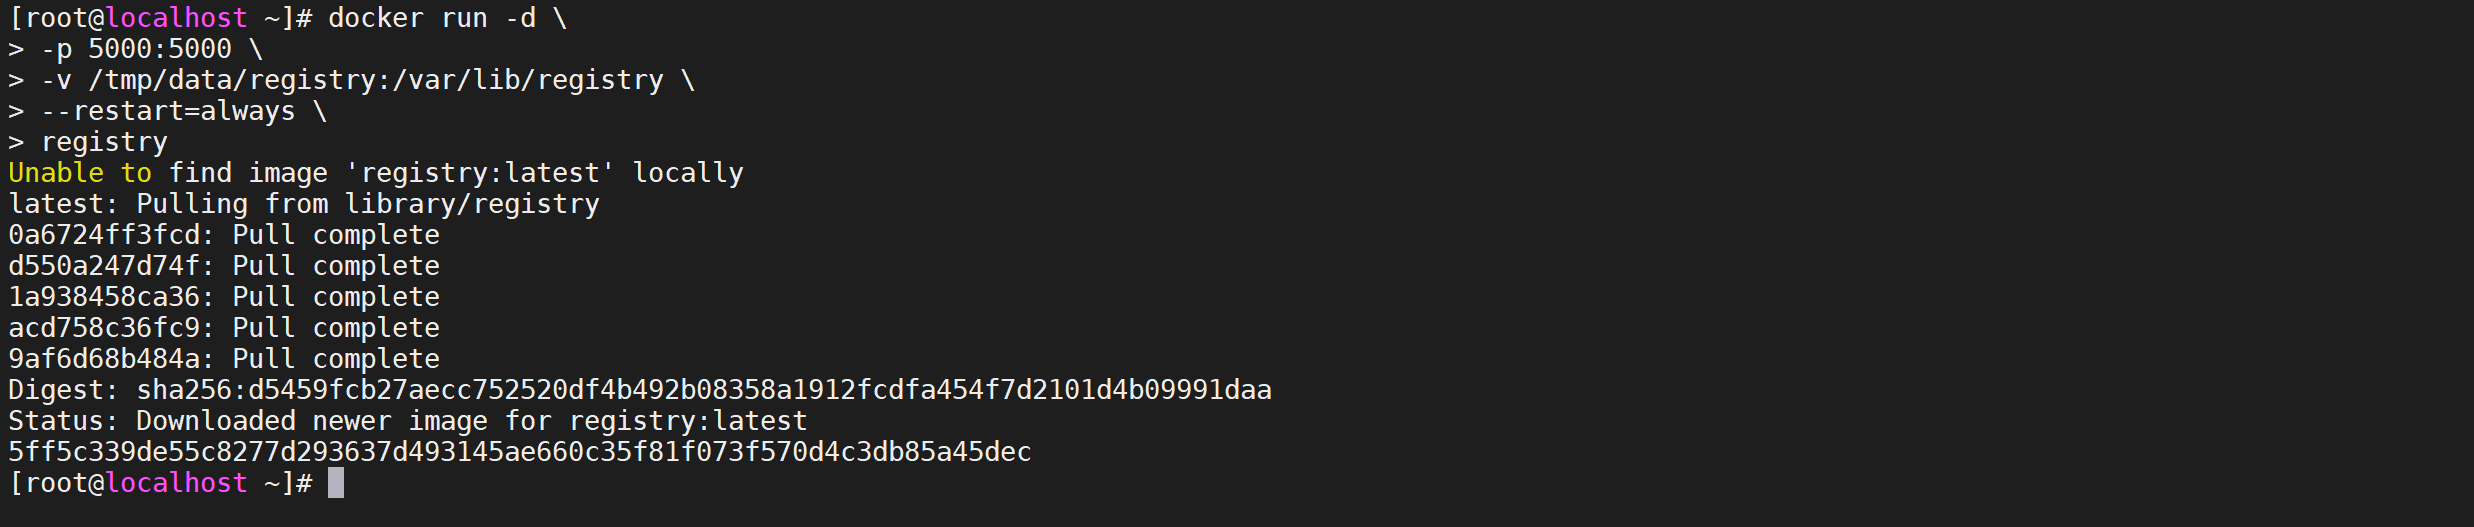 [root@localhost ~]# docker run -d \
> -p 5000:5000 \
> -v /tmp/data/registry:/var/lib/registry \
> --restart=always \
> registry
Unable to find image 'registry:latest' locally
latest: Pulling from library/registry
0a6724ff3fcd: Pull complete
d550a247d74f: Pull complete
1a938458ca36: Pull complete
acd758c36fc9: Pull complete
9af6d68b484a: Pull complete
Digest: sha256:d5459fcb27aecc752520df4b492b08358a1912fcdfa454f7d2101d4b09991daa
Status: Downloaded newer image for registry:latest
5ff5c339de55c8277d293637d493145ae660c35f81f073f570d4c3db85a45dec
[root@localhost ~]#